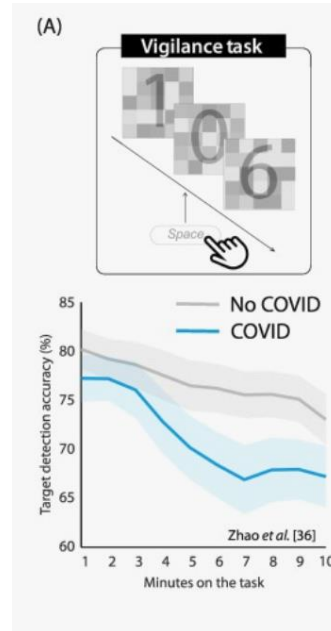 (A)
Vigilance task
1
0
6
Space
85
80
75
70
65
60
No COVID
COVID
Target detection accuracy (%)
Zhao et al. [36]
1 2 3 4 5 6 7 8 9 10
Minutes on the task